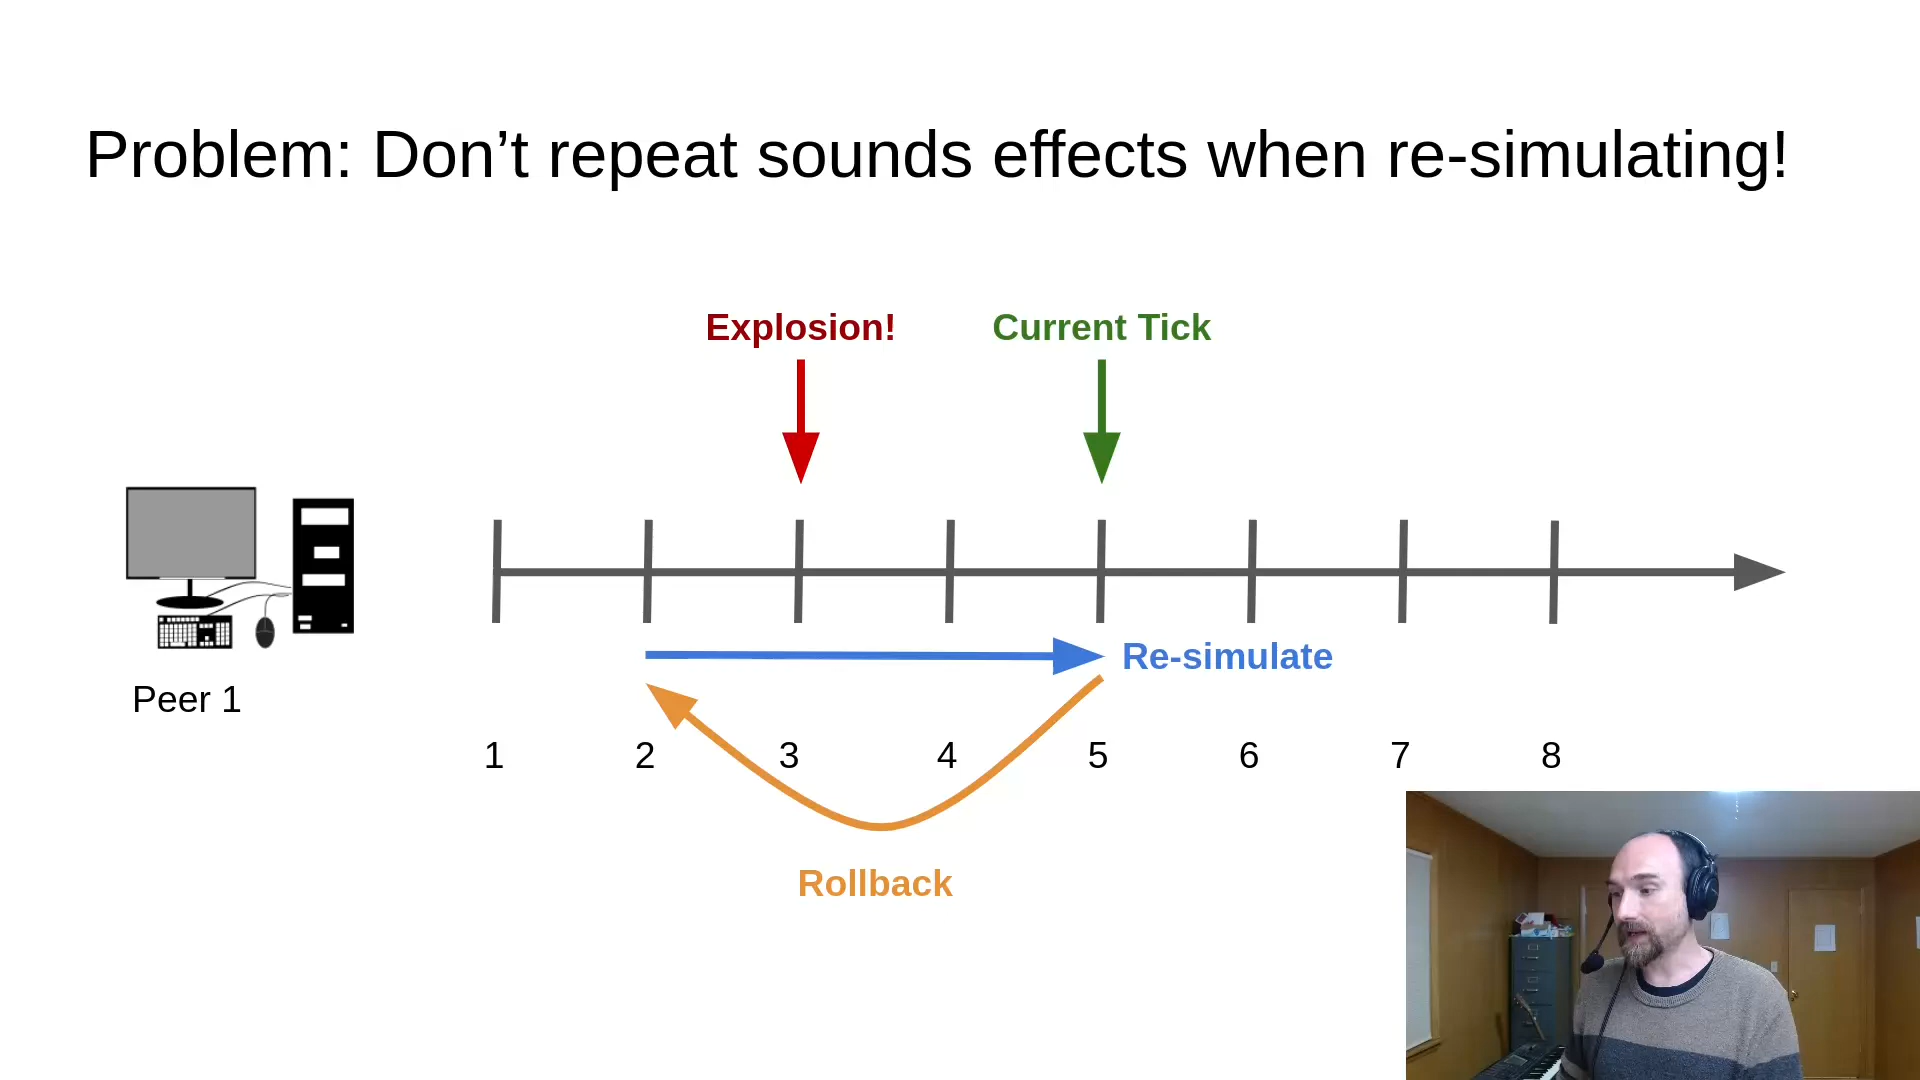 Problem: Don’t repeat sounds effects when re-simulating!
Explosion!
Current Tick
Re-simulate
Peer 1
1 2 3 4 5 6 7 8
Rollback